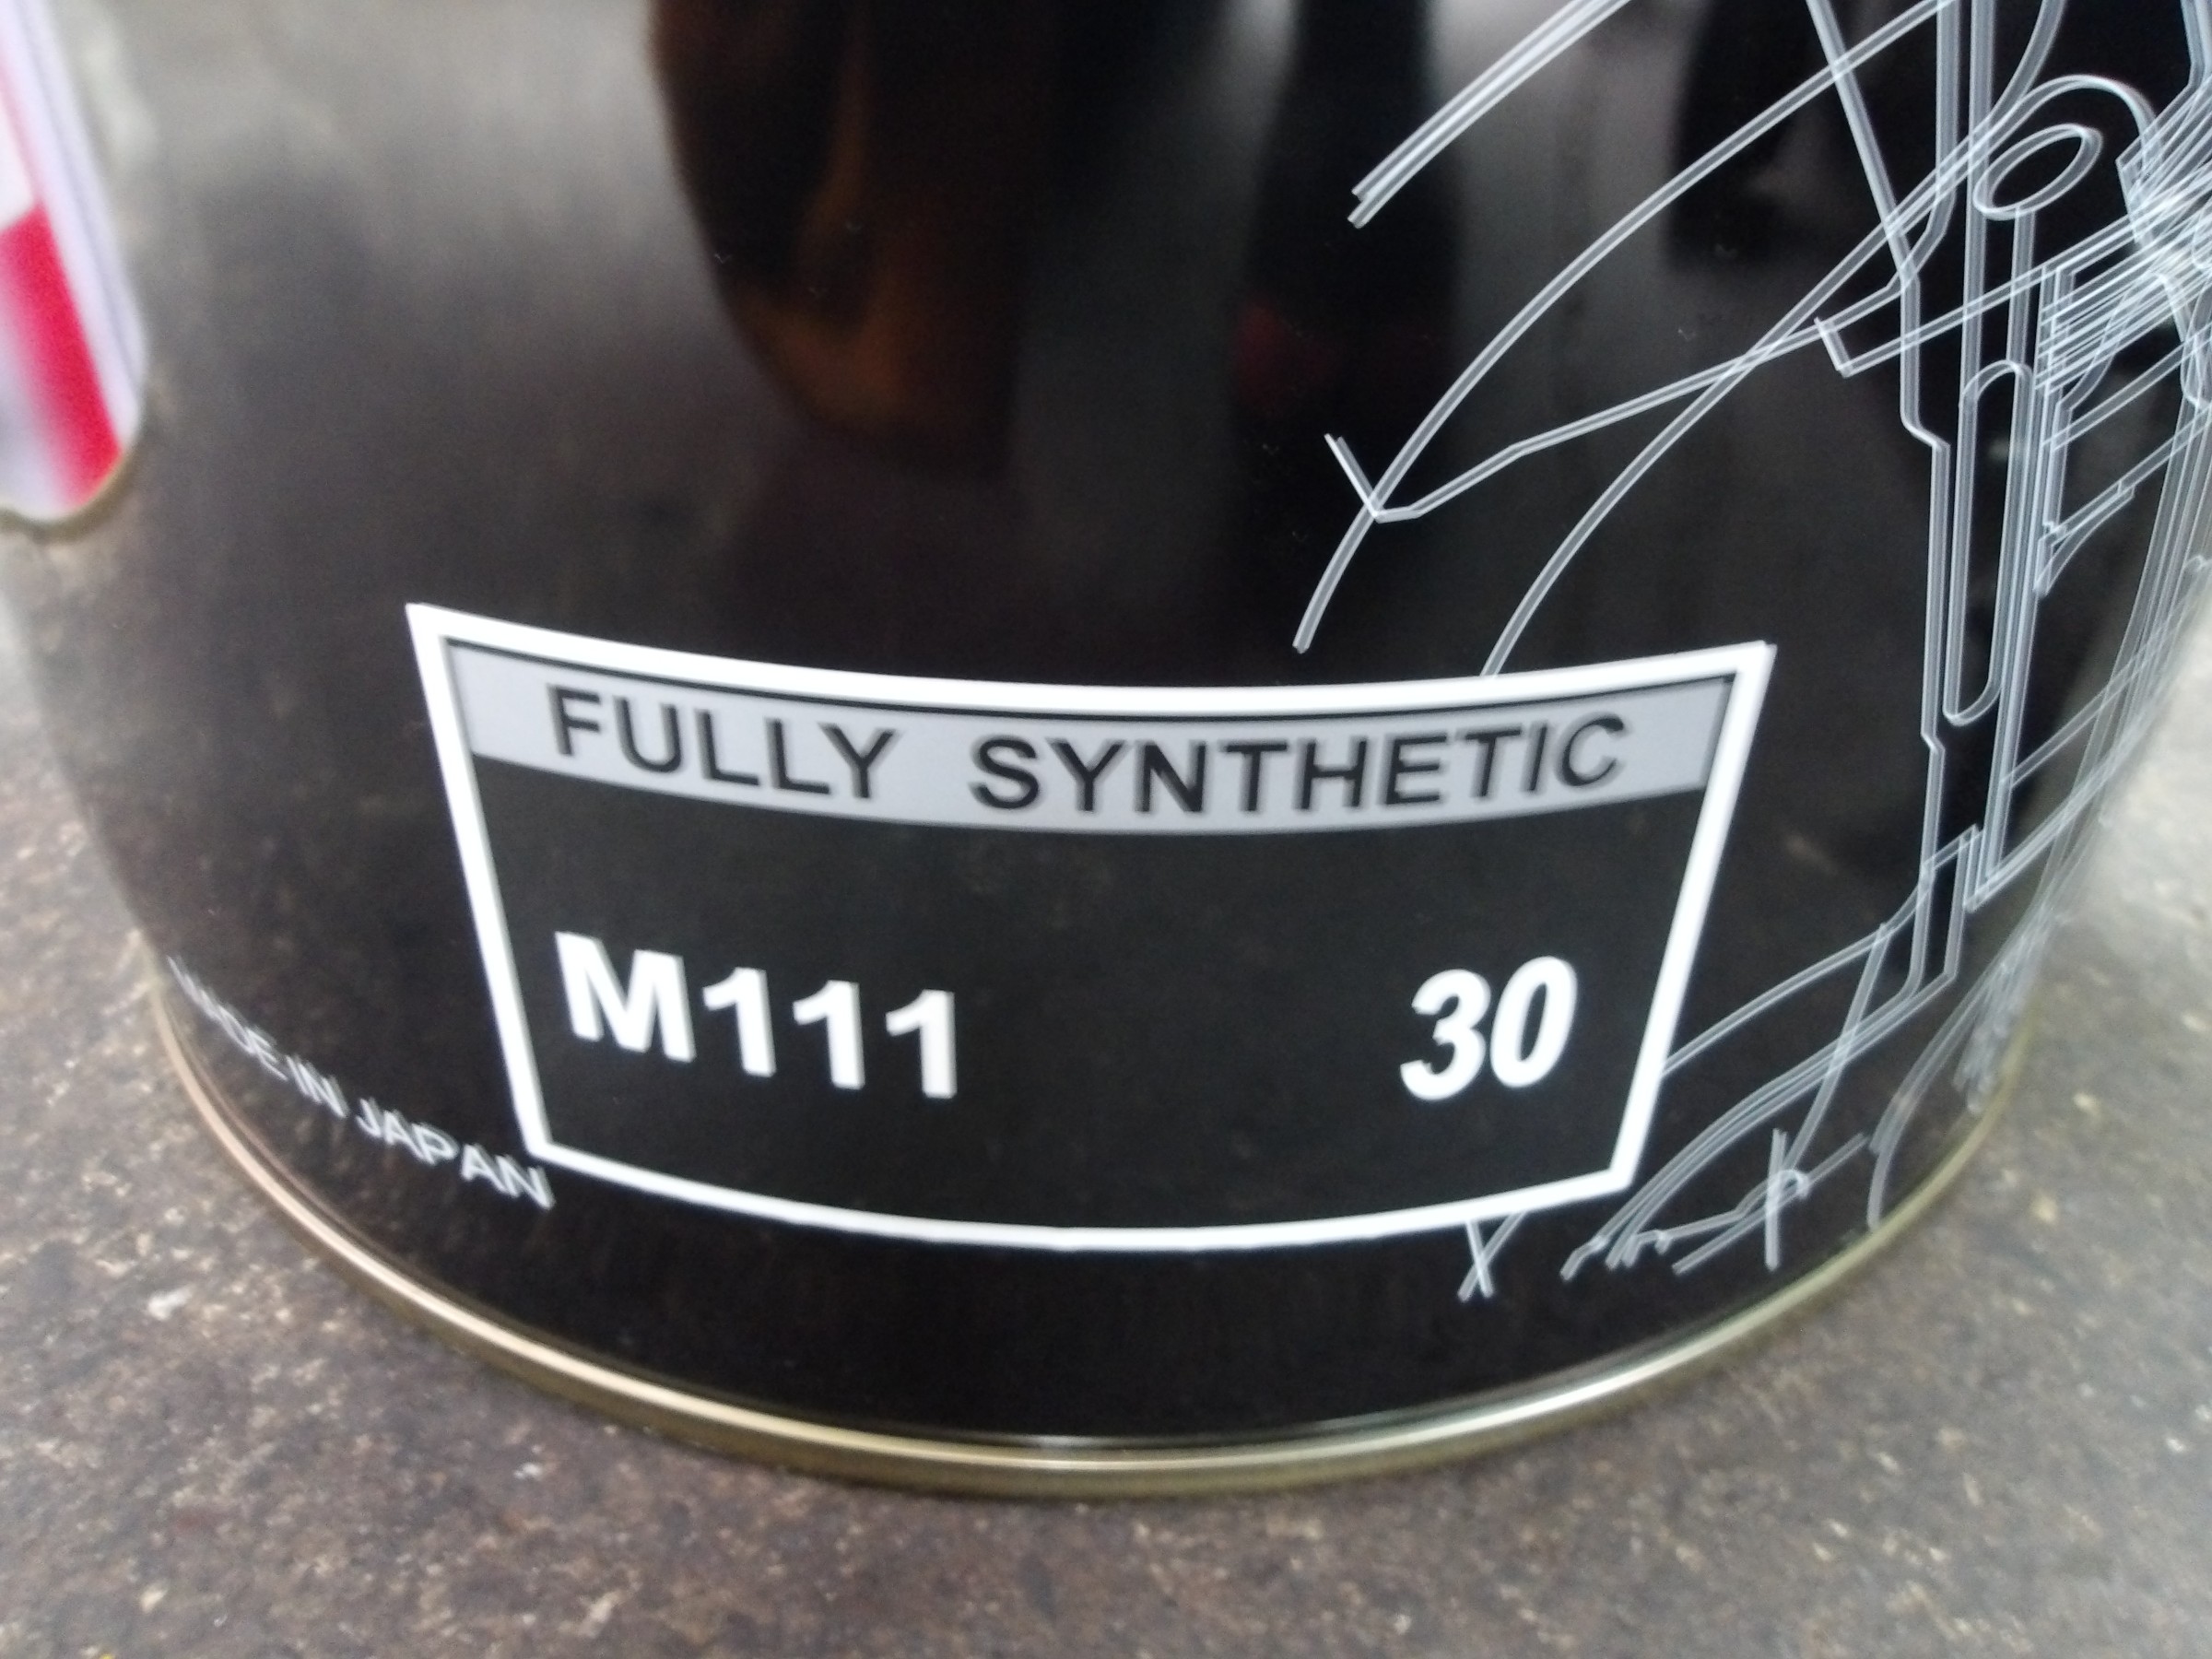 FULLY SYNTHETIC
M111 30
MADE IN JAPAN